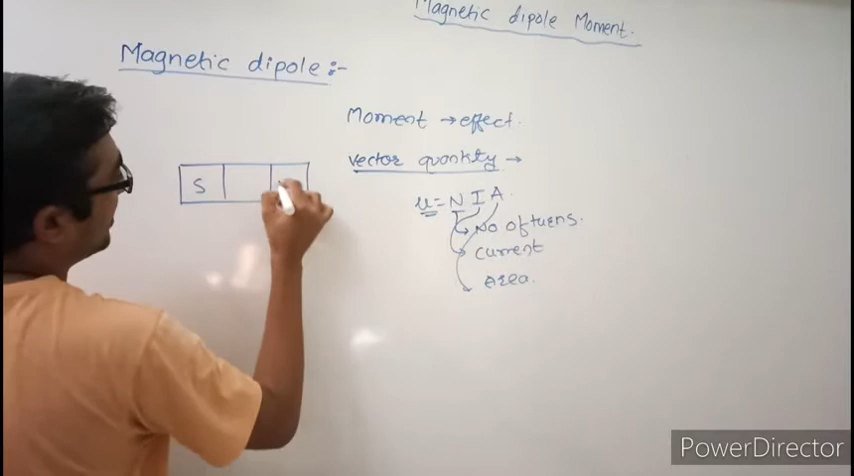 Magnetic dipole Moment.
Magnetic dipole :-
Moment → effect.
vector quantity →
S
μ = N I A
No of turns.
current
Area.
PowerDirector